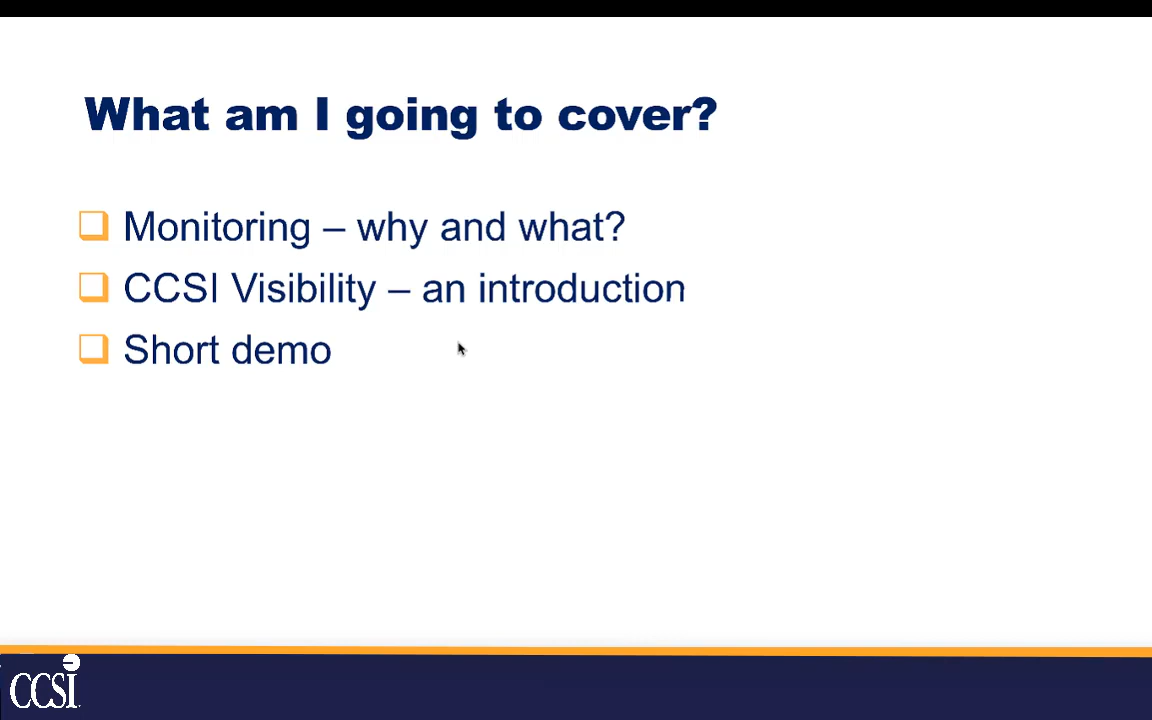 What am I going to cover?
Monitoring – why and what?
CCSI Visibility – an introduction
Short demo
CCSI